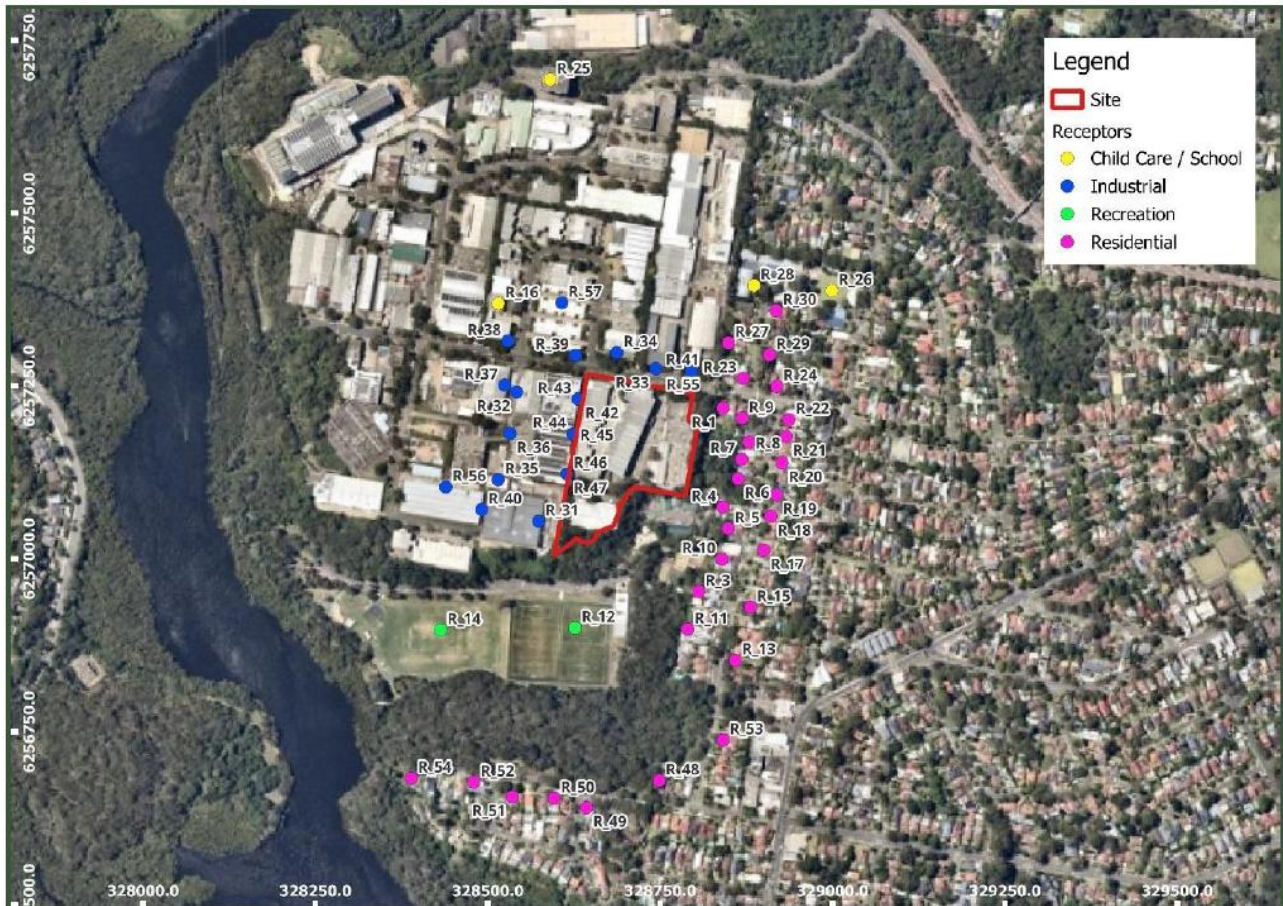 Legend
Site
Receptors
Child Care / School
Industrial
Recreation
Residential
6257750.0
6257500.0
6257250.0
6257000.0
6256750.0
500.0
R_25
R_28
R_26
R_16
R_57
R_30
R_38
R_27
R_39
R_34
R_29
R_41
R_37
R_43
R_33
R_23
R_55
R_24
R_32
R_42
R_1
R_9
R_22
R_44
R_45
R_36
R_7
R_8
R_21
R_35
R_46
R_20
R_56
R_47
R_6
R_40
R_4
R_19
R_31
R_5
R_18
R_10
R_17
R_3
R_15
R_14
R_12
R_11
R_13
R_53
R_54
R_52
R_50
R_48
R_51
R_49
328000.0
328250.0
328500.0
328750.0
329000.0
329250.0
329500.0